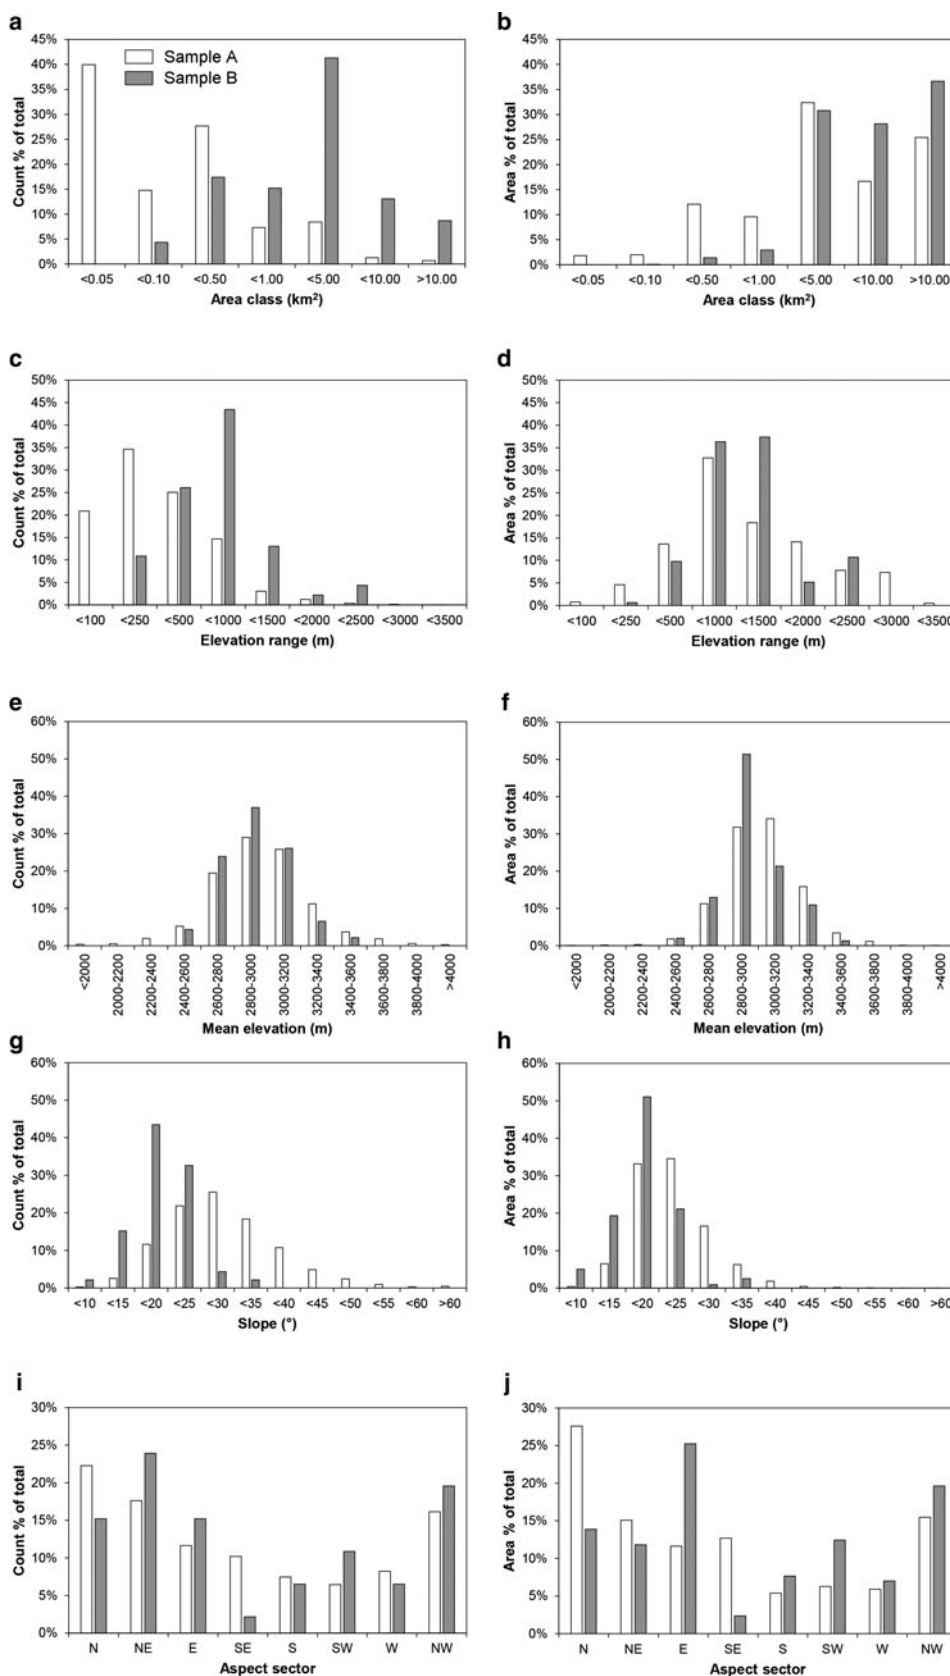 a
45%
40%
35%
30%
25%
20%
15%
10%
5%
0%
Count % of total
Sample A
Sample B
<0.05 <0.10 <0.50 <1.00 <5.00 <10.00 >10.00
Area class (km²)
b
45%
40%
35%
30%
25%
20%
15%
10%
5%
0%
Area % of total
<0.05 <0.10 <0.50 <1.00 <5.00 <10.00 >10.00
Area class (km²)
c
50%
45%
40%
35%
30%
25%
20%
15%
10%
5%
0%
Count % of total
<100 <250 <500 <1000 <1500 <2000 <2500 <3000 <3500
Elevation range (m)
d
50%
45%
40%
35%
30%
25%
20%
15%
10%
5%
0%
Area % of total
<100 <250 <500 <1000 <1500 <2000 <2500 <3000 <3500
Elevation range (m)
e
60%
50%
40%
30%
20%
10%
0%
Count % of total
<2000
2000-2200
2200-2400
2400-2600
2600-2800
2800-3000
3000-3200
3200-3400
3400-3600
3600-3800
3800-4000
>4000
Mean elevation (m)
f
60%
50%
40%
30%
20%
10%
0%
Area % of total
<2000
2000-2200
2200-2400
2400-2600
2600-2800
2800-3000
3000-3200
3200-3400
3400-3600
3600-3800
3800-4000
>4000
Mean elevation (m)
g
60%
50%
40%
30%
20%
10%
0%
Count % of total
<10 <15 <20 <25 <30 <35 <40 <45 <50 <55 <60 >60
Slope (°)
h
60%
50%
40%
30%
20%
10%
0%
Area % of total
<10 <15 <20 <25 <30 <35 <40 <45 <50 <55 <60 >60
Slope (°)
i
30%
25%
20%
15%
10%
5%
0%
Count % of total
N NE E SE S SW W NW
Aspect sector
j
30%
25%
20%
15%
10%
5%
0%
Area % of total
N NE E SE S SW W NW
Aspect sector